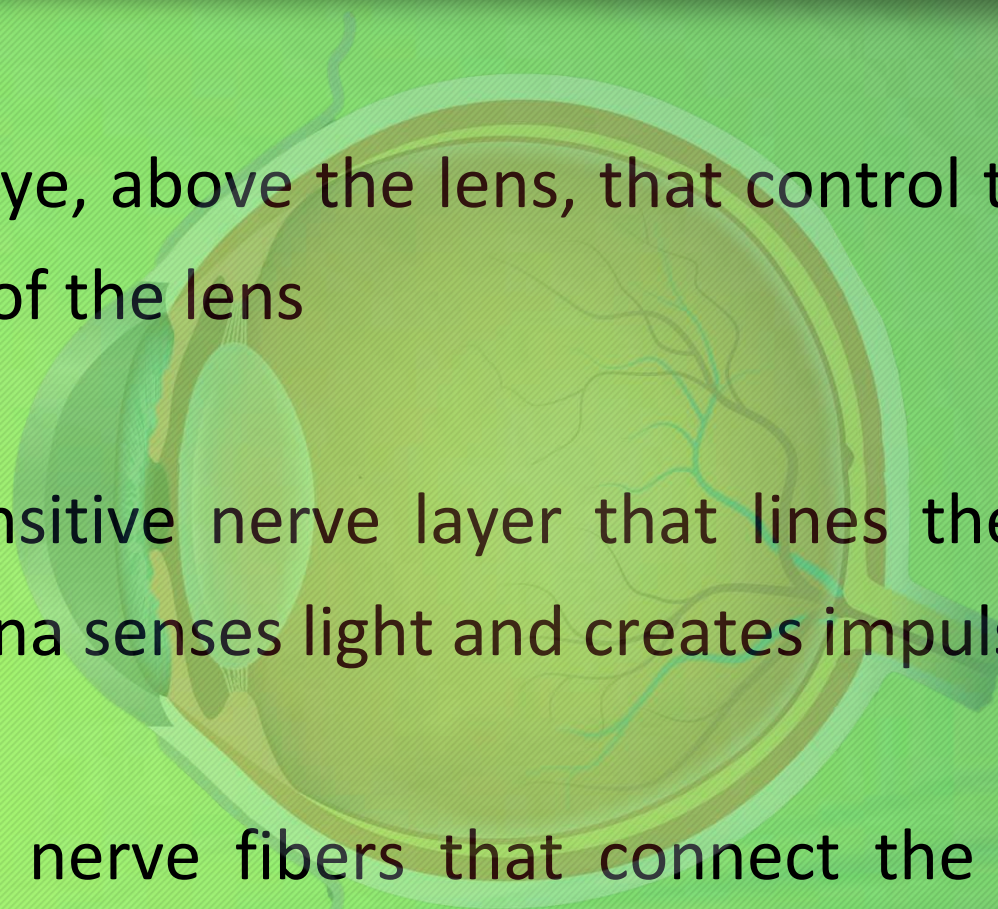 ye, above the lens, that control t
of the lens
nsitive nerve layer that lines the
na senses light and creates impuls
nerve fibers that connect the